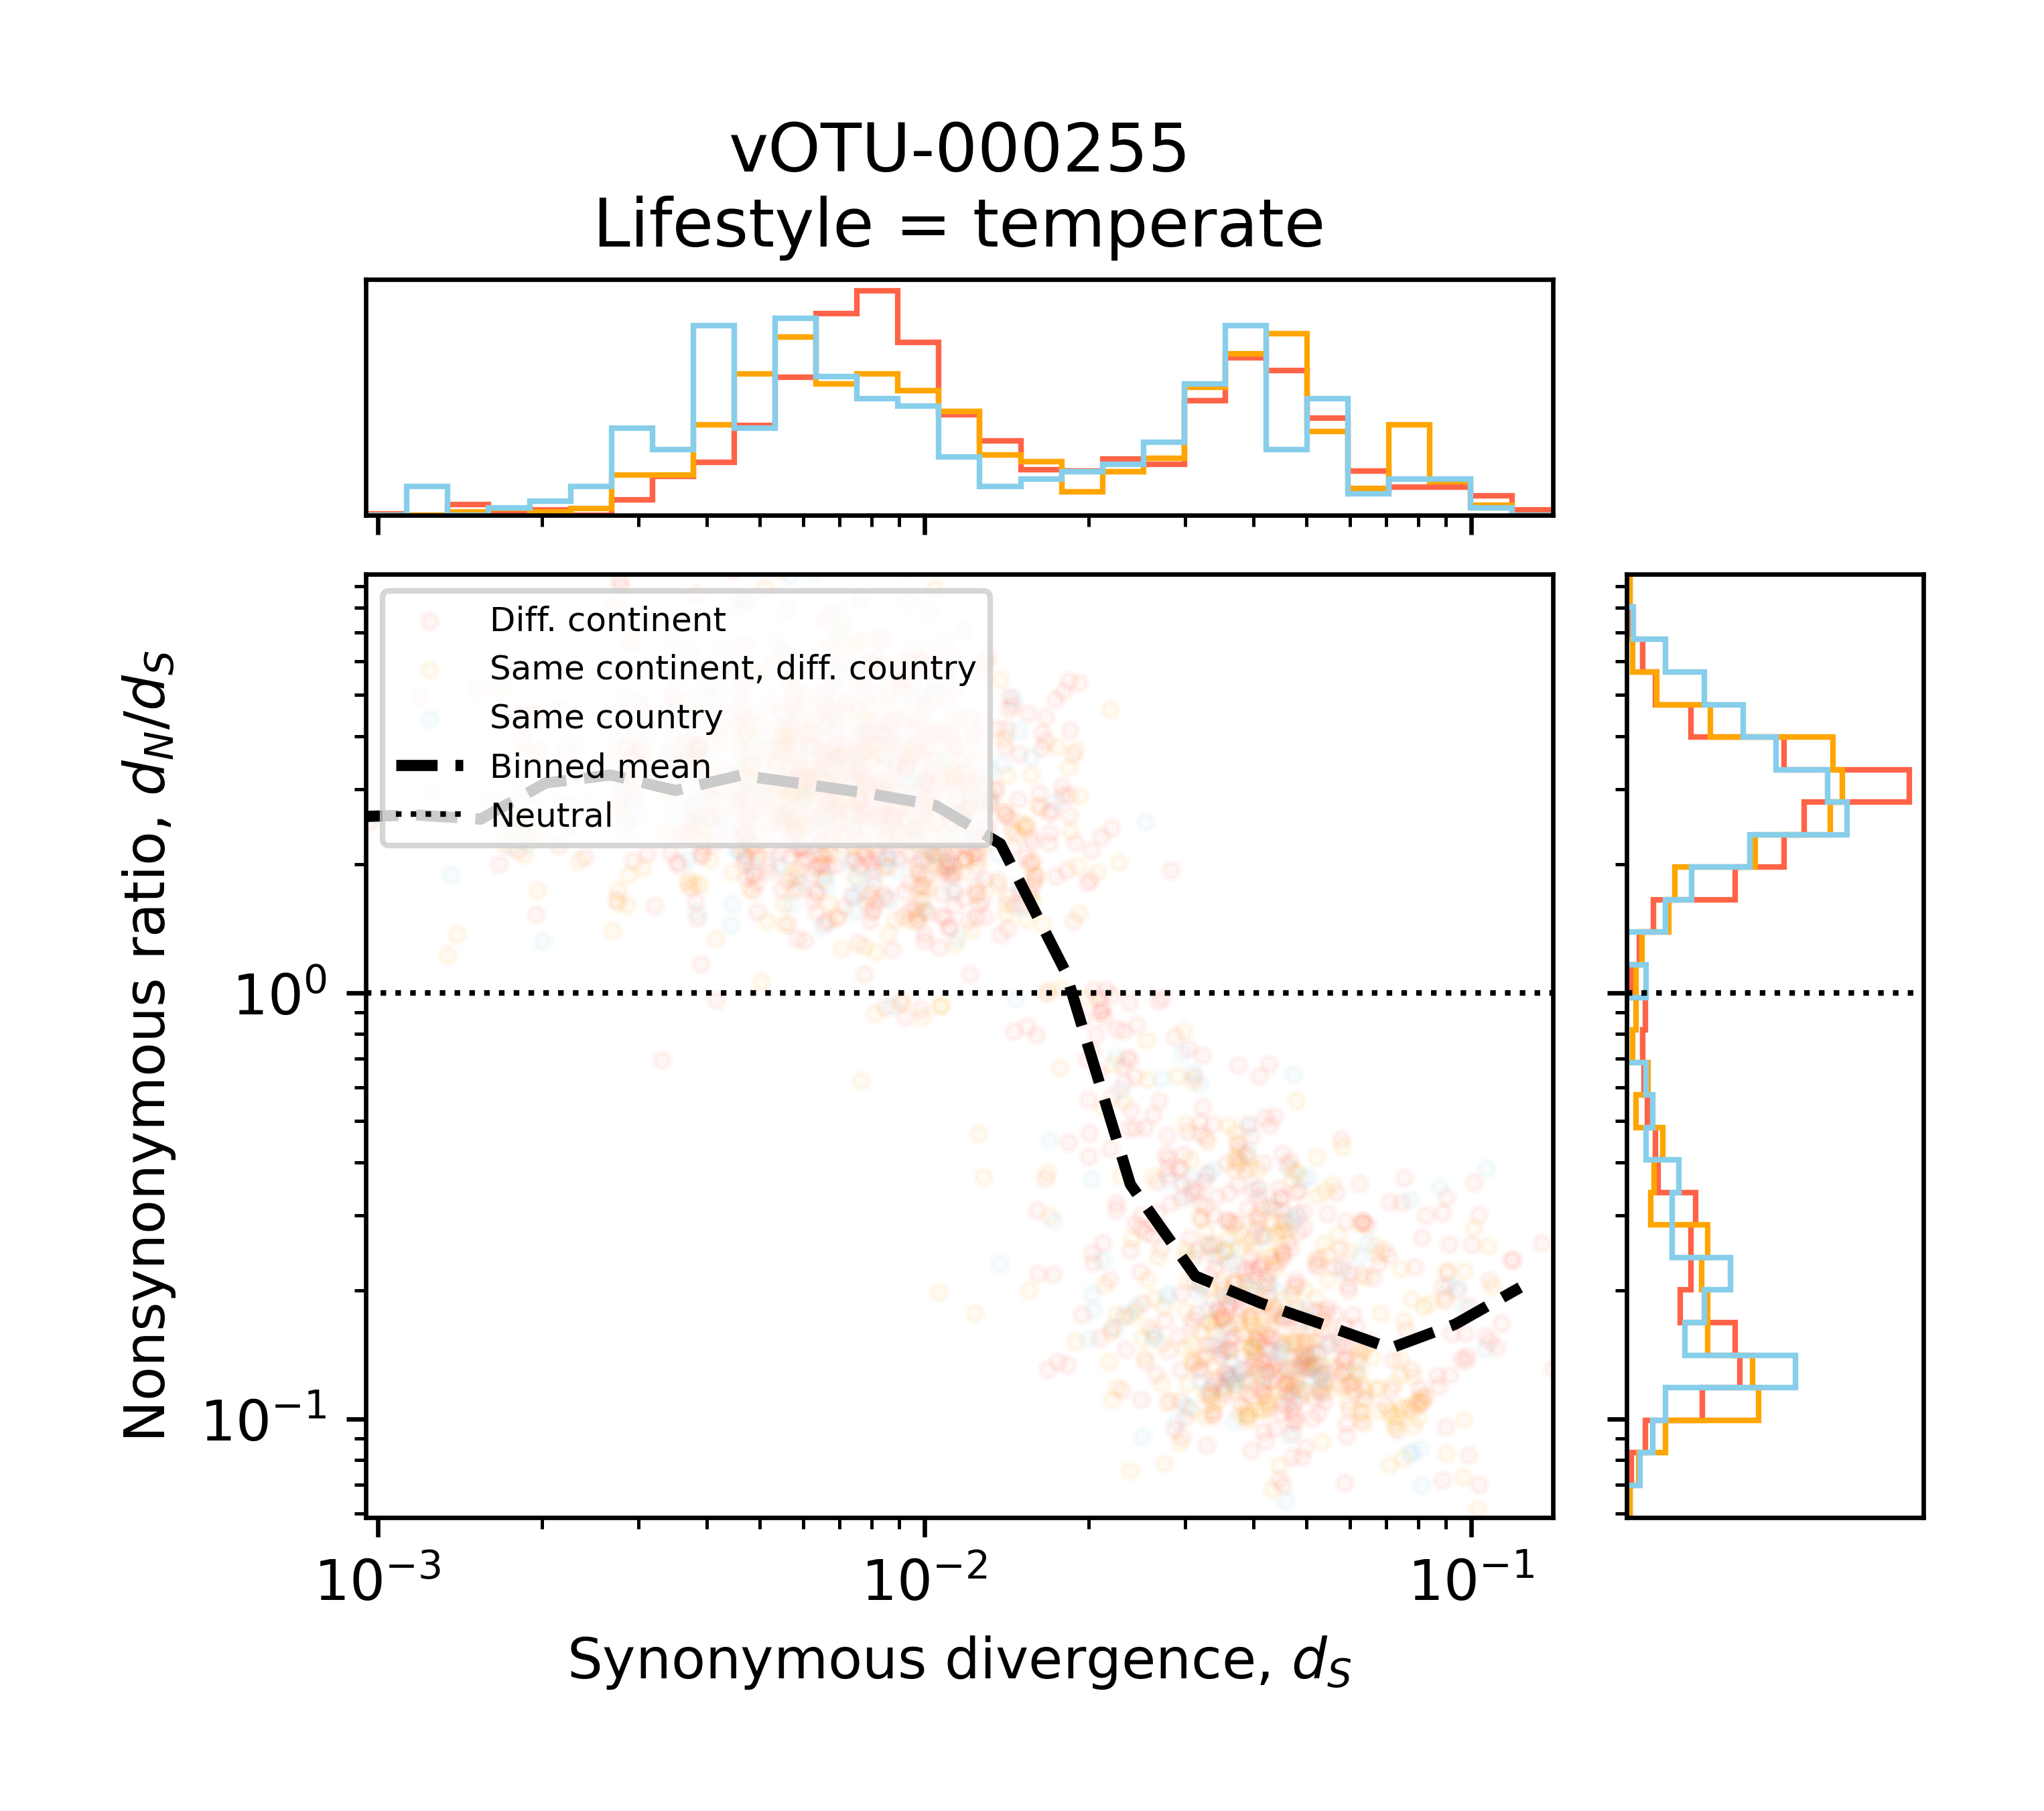 vOTU-000255
Lifestyle = temperate
Diff. continent
Same continent, diff. country
Same country
Binned mean
Neutral
Nonsynonymous ratio, $d_N/d_S$
$10^0$
$10^{-1}$
$10^{-3}$
$10^{-2}$
$10^{-1}$
Synonymous divergence, $d_S$